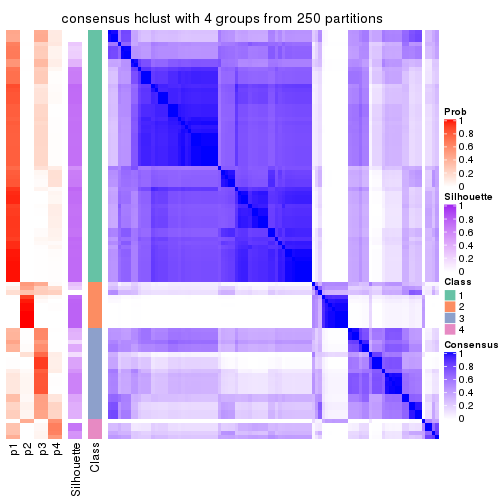 consensus hclust with 4 groups from 250 partitions
Prob
1
0.8
0.6
0.4
0.2
0
Silhouette
1
0.8
0.6
0.4
0.2
0
Class
1
2
3
4
Consensus
1
0.8
0.6
0.4
0.2
0
p1
p2
p3
p4
Silhouette
Class